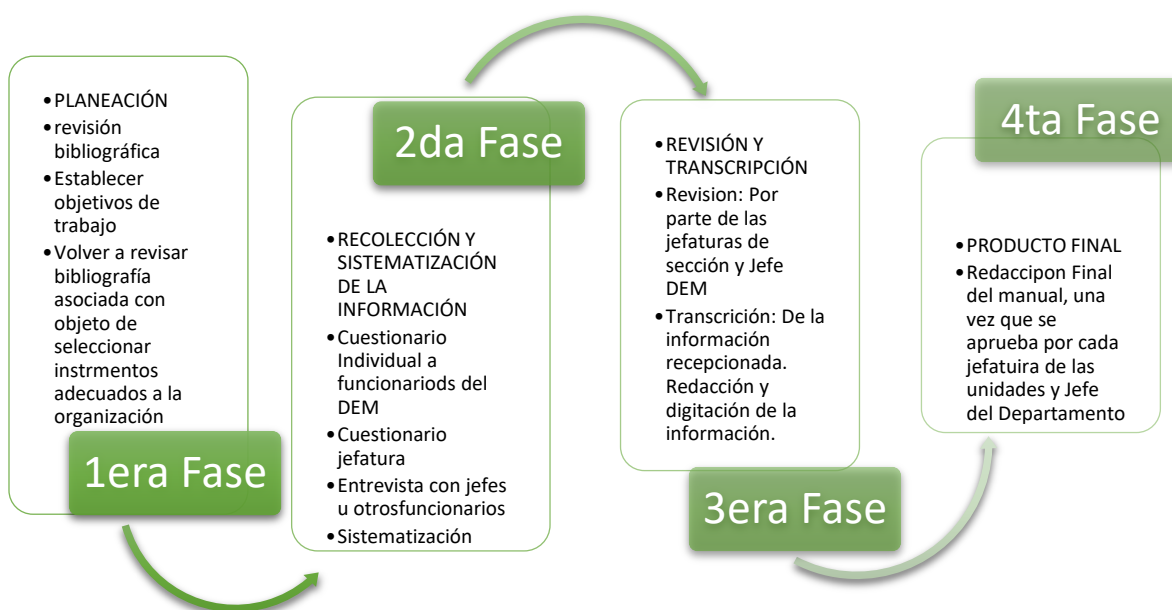 •PLANEACIÓN
•revisión
bibliográfica
•Establecer
objetivos de
trabajo
•Volver a revisar
bibliografía
asociada con
objeto de
seleccionar
instrmentos
adecuados a la
organización
1era Fase
2da Fase
•RECOLECCIÓN Y
SISTEMATIZACIÓN
DE LA
INFORMACIÓN
•Cuestionario
Individual a
funcionariods del
DEM
•Cuestionario
jefatura
•Entrevista con jefes
u otrosfuncionarios
•Sistematización
•REVISIÓN Y
TRANSCRIPCIÓN
•Revision: Por
parte de las
jefaturas de
sección y Jefe
DEM
•Transcrición: De la
información
recepcionada.
Redacción y
digitación de la
información.
3era Fase
4ta Fase
•PRODUCTO FINAL
•Redaccipon Final
del manual, una
vez que se
aprueba por cada
jefatuira de las
unidades y Jefe
del Departamento